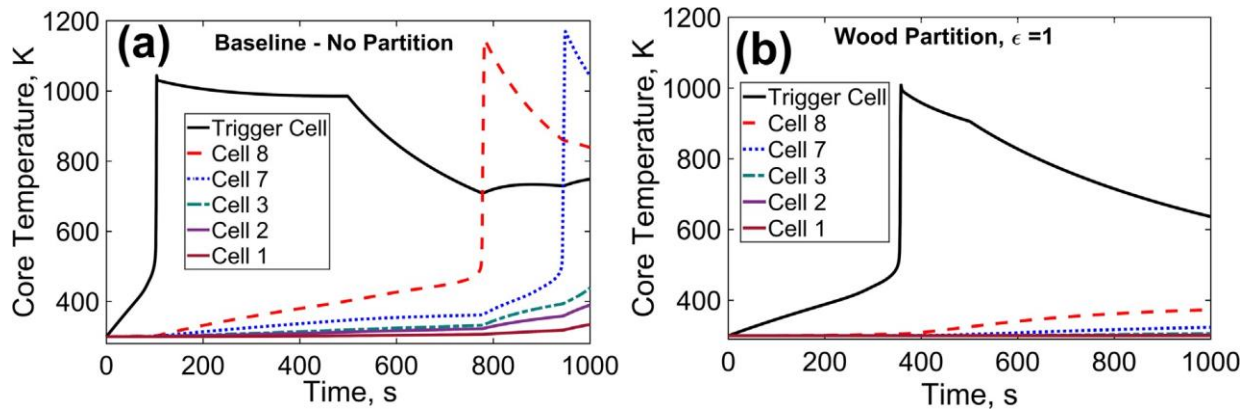 (a)
Baseline - No Partition
Core Temperature, K
1200
1000
800
600
400
Trigger Cell
Cell 8
Cell 7
Cell 3
Cell 2
Cell 1
0 200 400 600 800 1000
Time, s
(b)
Wood Partition, ϵ =1
Core Temperature, K
1200
1000
800
600
400
Trigger Cell
Cell 8
Cell 7
Cell 3
Cell 2
Cell 1
0 200 400 600 800 1000
Time, s